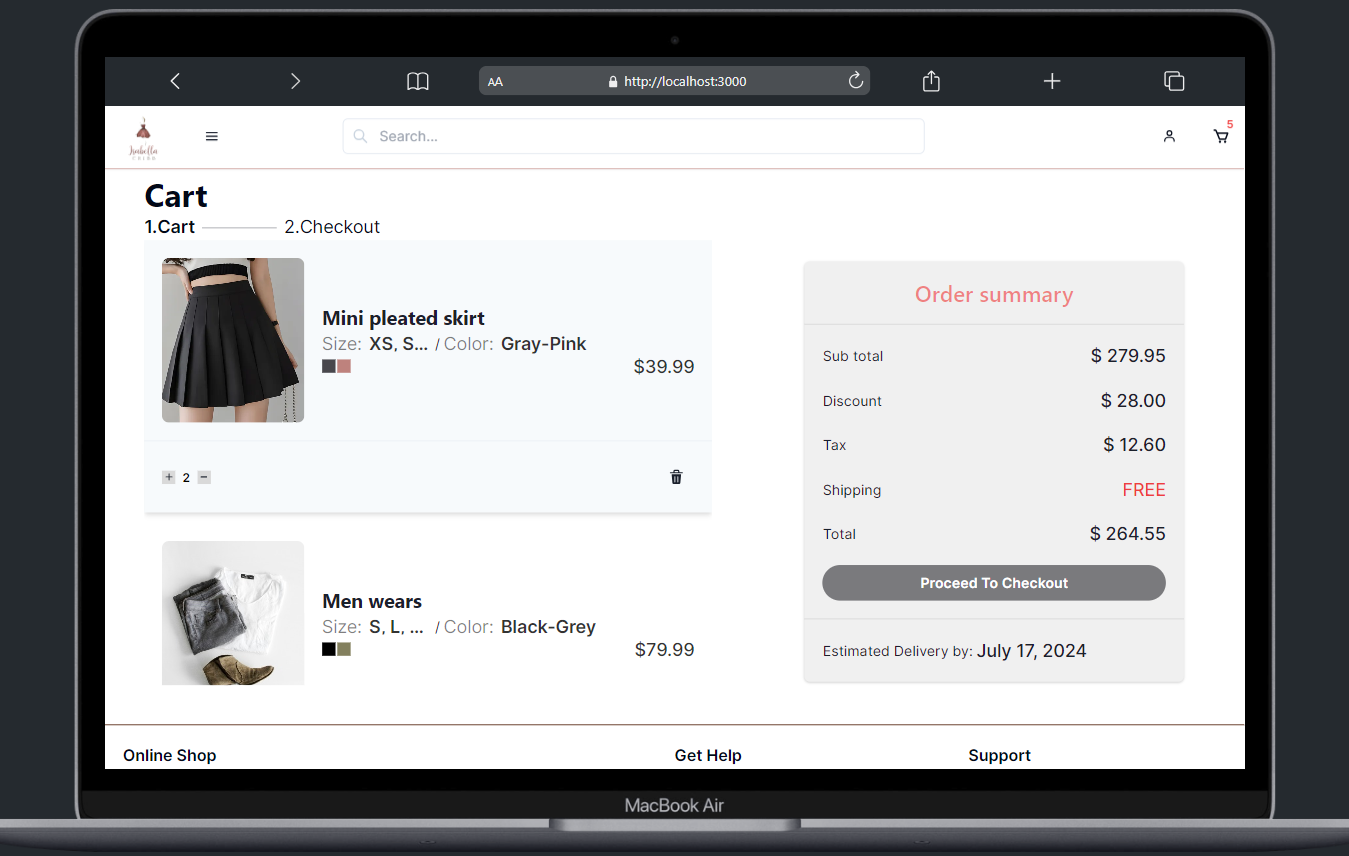 AA
http://localhost:3000
Isabella
Search...
5
Cart
1.Cart
2.Checkout
Mini pleated skirt
Size: XS, S... / Color: Gray-Pink
$39.99
+ 2 −
Men wears
Size: S, L, ... / Color: Black-Grey
$79.99
Order summary
Sub total $ 279.95
Discount $ 28.00
Tax $ 12.60
Shipping FREE
Total $ 264.55
Proceed To Checkout
Estimated Delivery by: July 17, 2024
Online Shop
Get Help
Support
MacBook Air